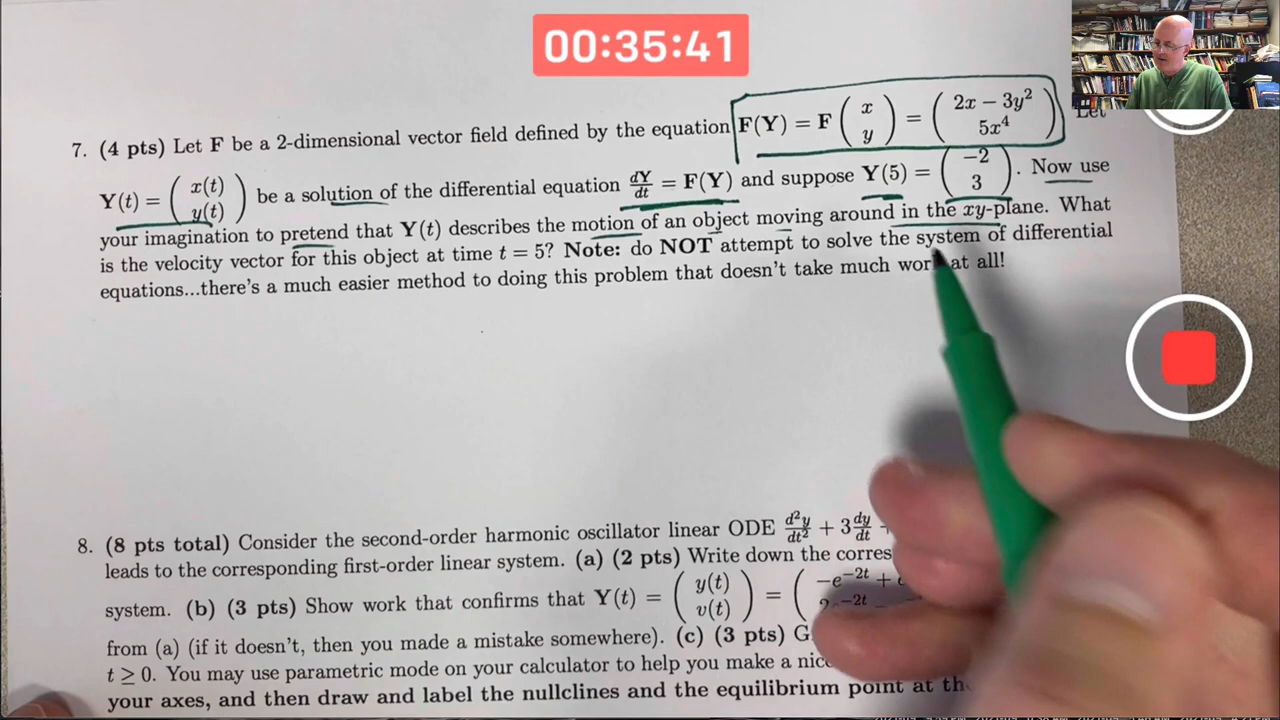 00:35:41
7. (4 pts) Let F be a 2-dimensional vector field defined by the equation F(Y) = F ( x y ) = ( 2x − 3y² 5x⁴ ) Let
Y(t) = ( x(t) y(t) ) be a solution of the differential equation dY/dt = F(Y) and suppose Y(5) = ( −2 3 ). Now use
your imagination to pretend that Y(t) describes the motion of an object moving around in the xy-plane. What
is the velocity vector for this object at time t = 5? Note: do NOT attempt to solve the system of differential
equations...there's a much easier method to doing this problem that doesn't take much work at all!
8. (8 pts total) Consider the second-order harmonic oscillator linear ODE d²y/dt² + 3 dy/dt +
leads to the corresponding first-order linear system. (a) (2 pts) Write down the corres
system. (b) (3 pts) Show work that confirms that Y(t) = ( y(t) v(t) ) = ( −e⁻²ᵗ +
from (a) (if it doesn't, then you made a mistake somewhere). (c) (3 pts) G
t ≥ 0. You may use parametric mode on your calculator to help you make a nice
your axes, and then draw and label the nullclines and the equilibrium point at th